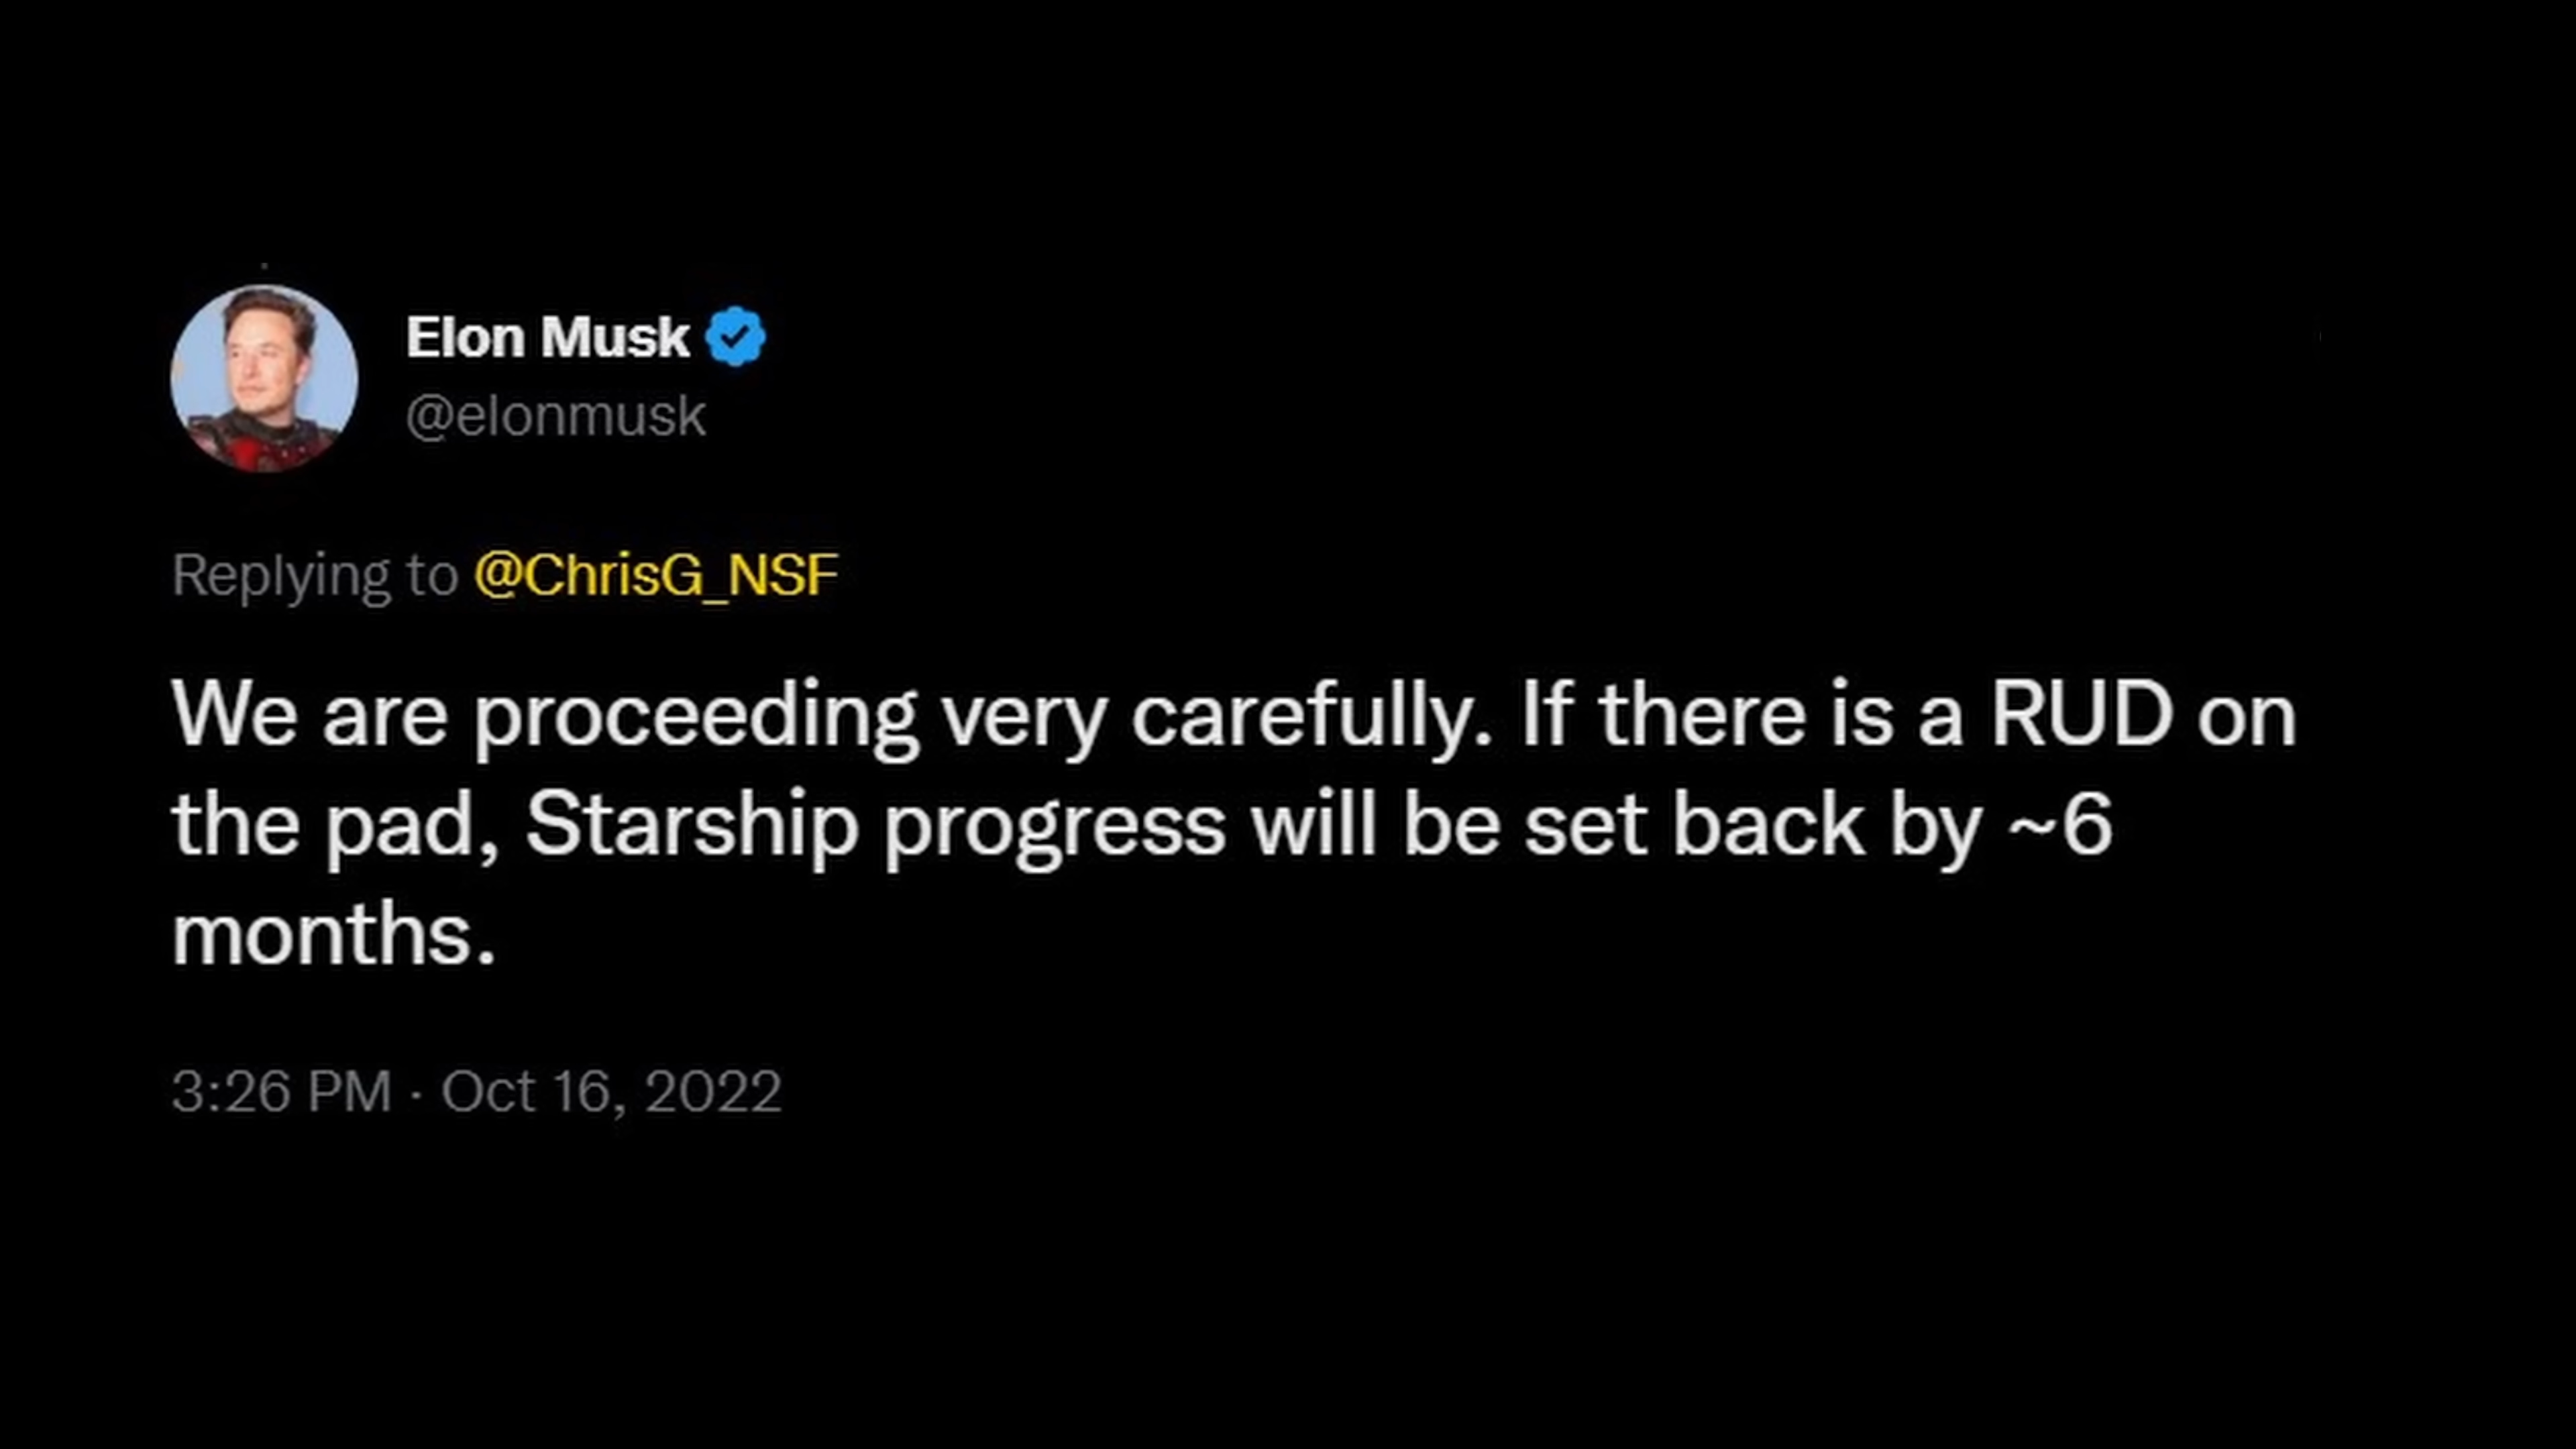 Elon Musk
@elonmusk
Replying to @ChrisG_NSF
We are proceeding very carefully. If there is a RUD on
the pad, Starship progress will be set back by ~6
months.
3:26 PM · Oct 16, 2022